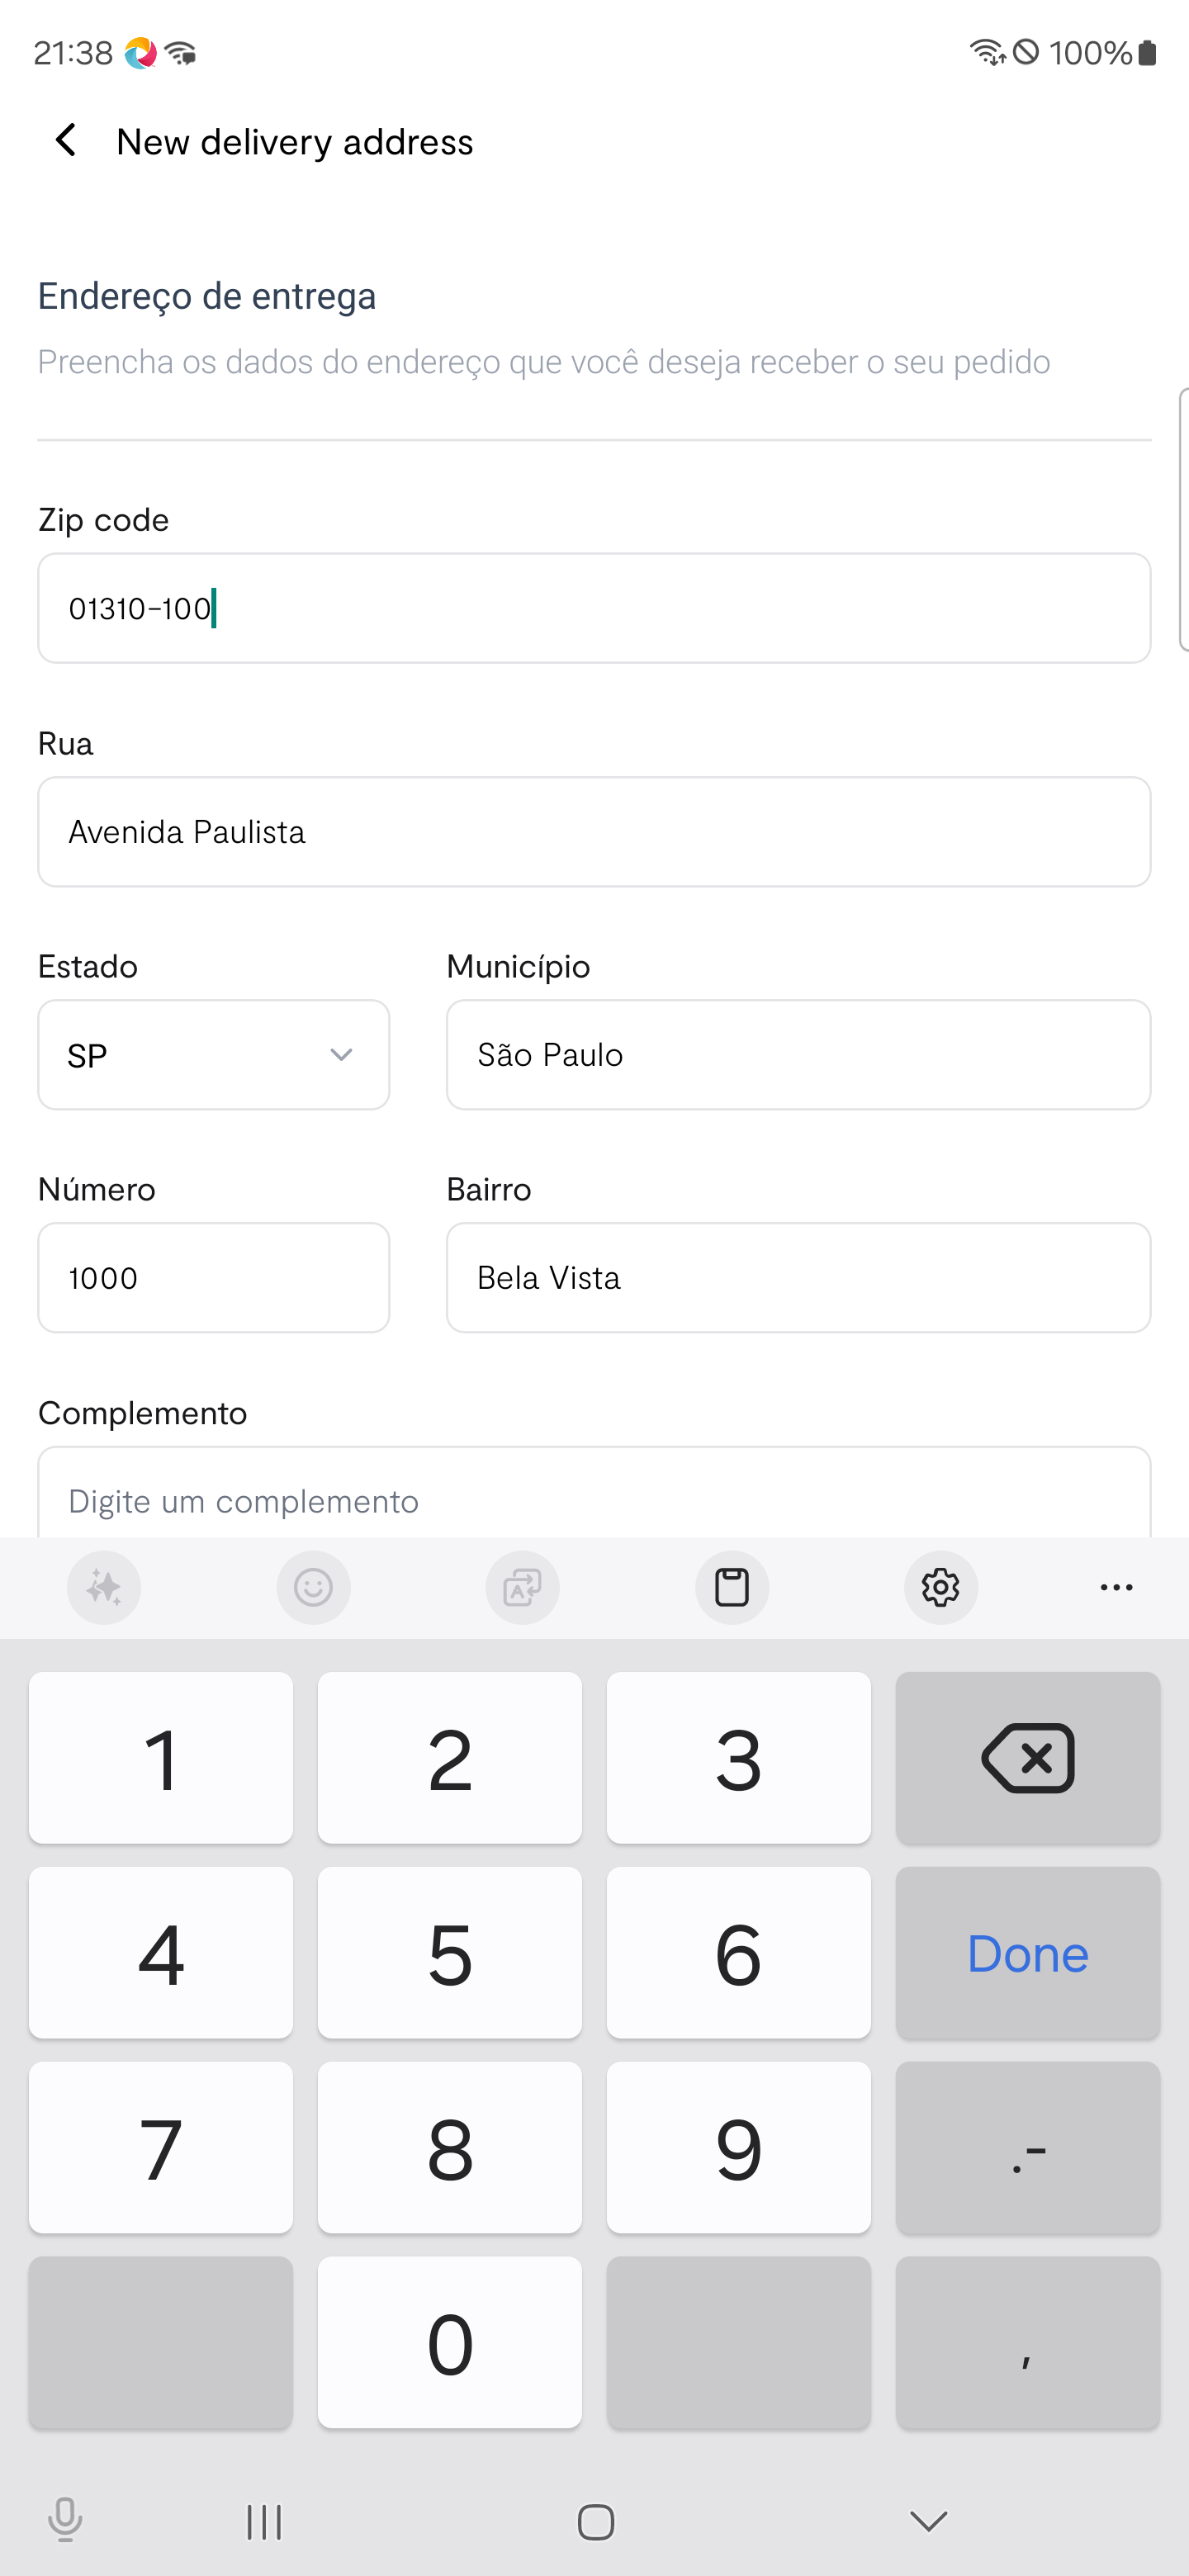 21:38 100%
New delivery address
Endereço de entrega
Preencha os dados do endereço que você deseja receber o seu pedido
Zip code
01310-100
Rua
Avenida Paulista
Estado Município
SP São Paulo
Número Bairro
1000 Bela Vista
Complemento
Digite um complemento
1 2 3
4 5 6 Done
7 8 9 .-
0 ,